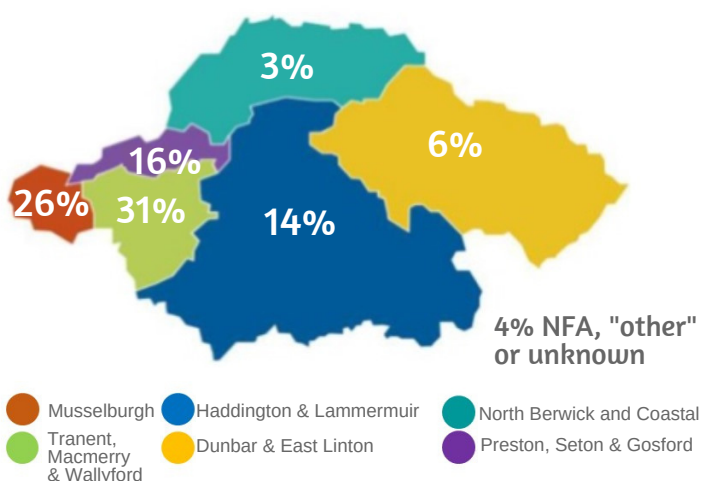 3%
6%
16%
26%
31%
14%
4% NFA, "other"
or unknown
Musselburgh
Haddington & Lammermuir
North Berwick and Coastal
Tranent,
Macmerry
& Wallyford
Dunbar & East Linton
Preston, Seton & Gosford